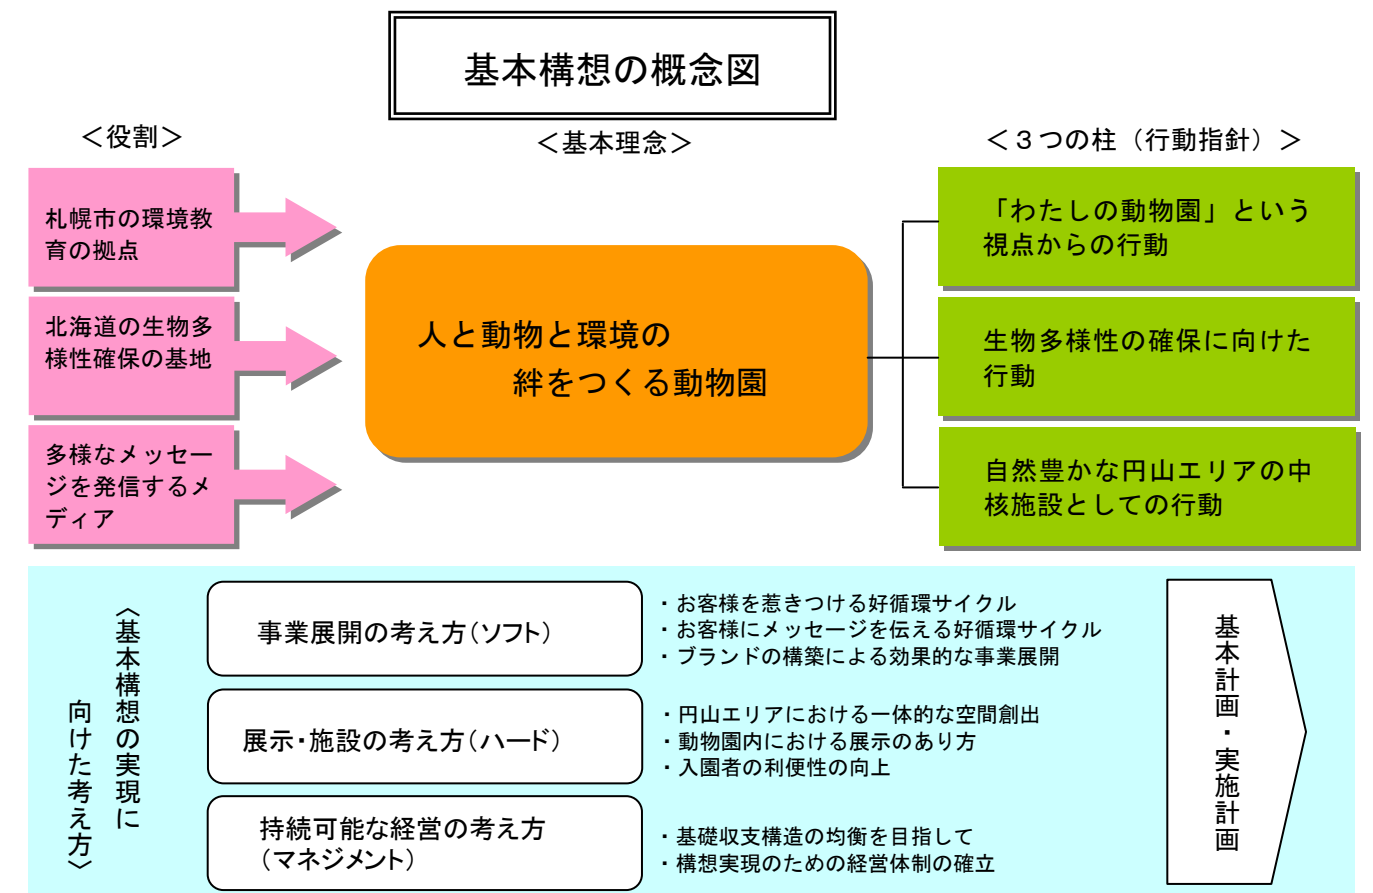 基本構想の概念図
＜役割＞
＜基本理念＞
＜３つの柱（行動指針）＞
札幌市の環境教
育の拠点
北海道の生物多
様性確保の基地
多様なメッセー
ジを発信するメ
ディア
人と動物と環境の
絆をつくる動物園
「わたしの動物園」という
視点からの行動
生物多様性の確保に向けた
行動
自然豊かな円山エリアの中
核施設としての行動
〈基本構想の実現に
向けた考え方〉
事業展開の考え方（ソフト）
・お客様を惹きつける好循環サイクル
・お客様にメッセージを伝える好循環サイクル
・ブランドの構築による効果的な事業展開
展示・施設の考え方（ハード）
・円山エリアにおける一体的な空間創出
・動物園内における展示のあり方
・入園者の利便性の向上
持続可能な経営の考え方
（マネジメント）
・基礎収支構造の均衡を目指して
・構想実現のための経営体制の確立
基本計画・実施計画